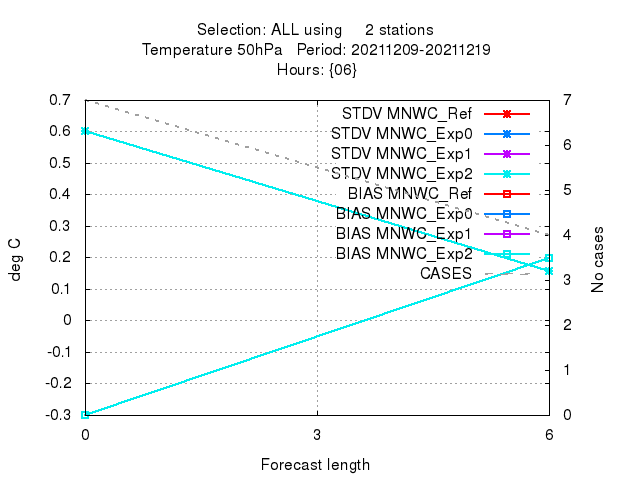 Selection: ALL using 2 stations
Temperature 50hPa Period: 20211209-20211219
Hours: {06}
0.7
0.6
0.5
0.4
0.3
0.2
0.1
0
-0.1
-0.2
-0.3
deg C
7
6
5
4
3
2
1
0
No cases
STDV MNWC_Ref
STDV MNWC_Exp0
STDV MNWC_Exp1
STDV MNWC_Exp2
BIAS MNWC_Ref
BIAS MNWC_Exp0
BIAS MNWC_Exp1
BIAS MNWC_Exp2
CASES
0 3 6
Forecast length